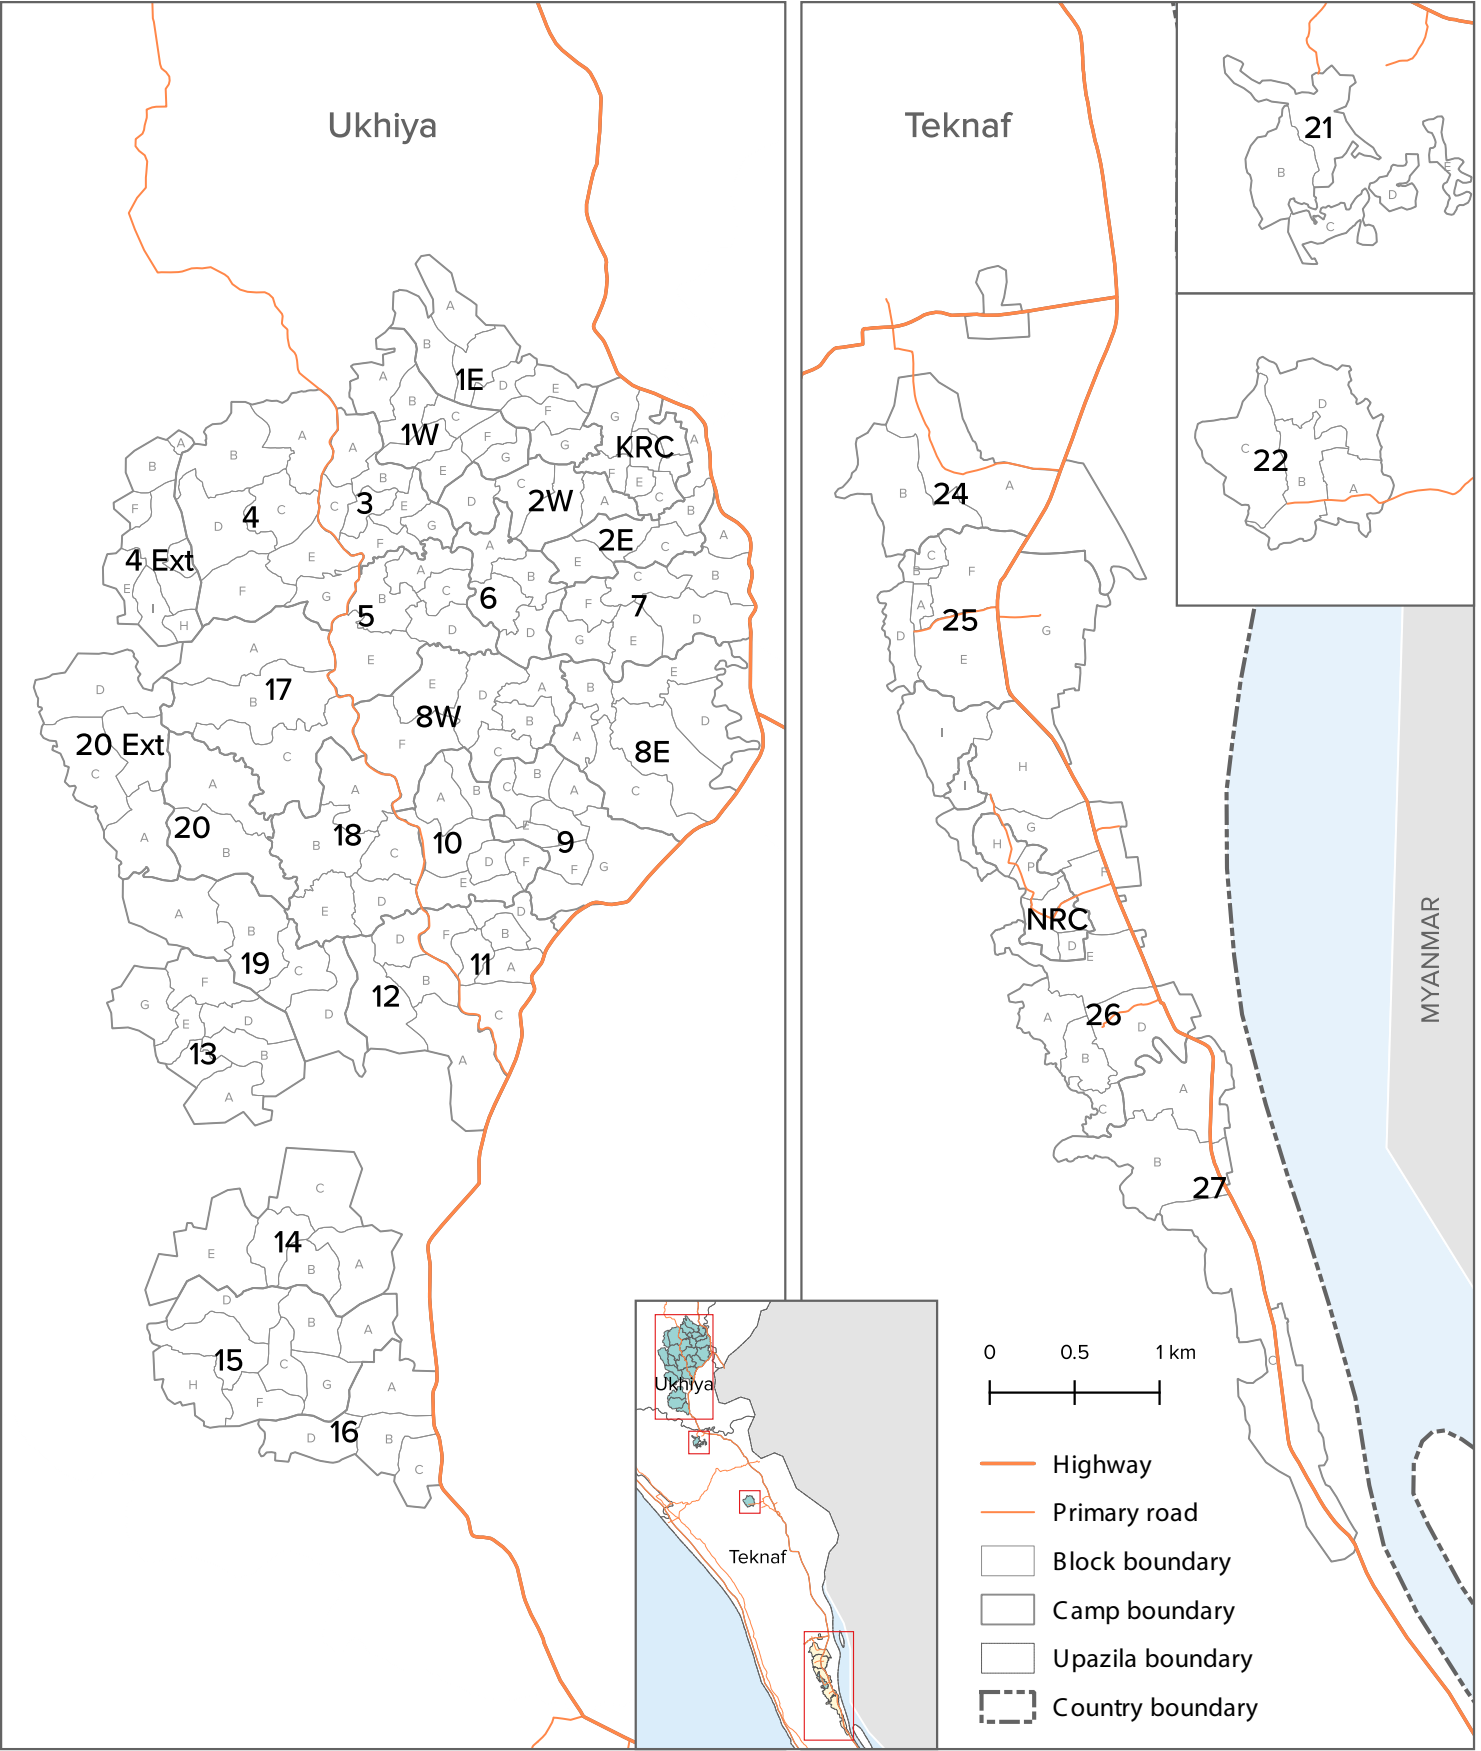 Ukhiya
A
B
1E
D
E
A
B
C
F
1W
F
G
G
G
KRC
A
E
F
E
C
C
2W
A
B
A
D
B
A
A
B
B
3
C
E
G
F
F
D
4
C
E
F
G
4 Ext
E
I
H
2E
C
E
A
A
A
B
C
6
B
5
D
D
E
C
B
F
7
D
G
E
A
17
B
C
D
20 Ext
C
A
E
8W
D
A
B
F
C
B
A
E
D
8E
C
A
20
B
A
B
18
C
E
D
A
B
C
B
A
10
E
9
D
F
F
G
E
A
B
19
C
D
D
F
D
B
11
A
B
12
C
A
F
G
E
D
13
B
A
C
14
E
B
A
D
B
A
15
C
H
F
G
A
D
16
B
C
Teknaf
24
B
A
C
B
F
A
25
D
E
G
I
H
I
G
H
P
F
NRC
D
E
A
26
D
B
A
C
B
27
C
21
B
C
D
E
D
C
22
B
A
MYANMAR
Ukhiya
Teknaf
0 0.5 1 km
Highway
Primary road
Block boundary
Camp boundary
Upazila boundary
Country boundary